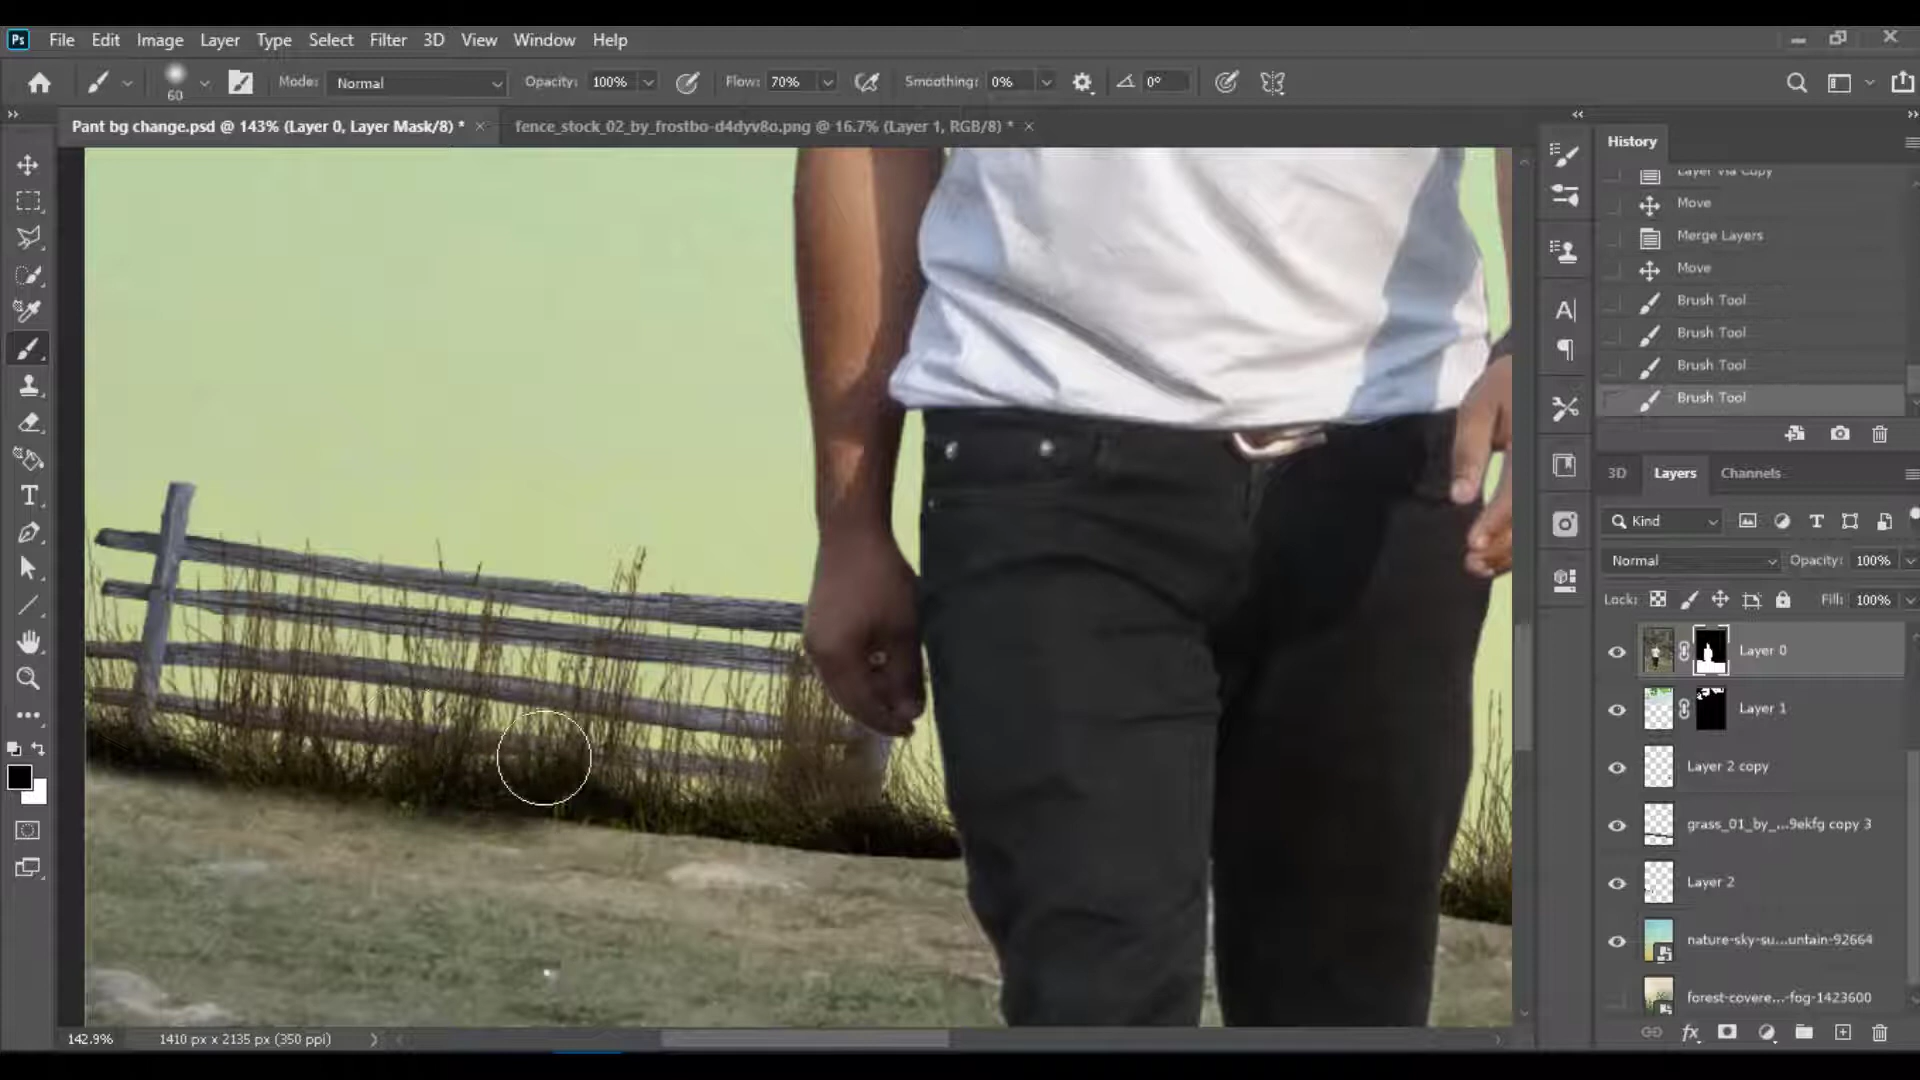 Ps File Edit Image Layer Type Select Filter 3D View Window Help
60 Mode: Normal Opacity: 100% Flow: 70% Smoothing: 0% 0°
Pant bg change.psd @ 143% (Layer 0, Layer Mask/8) * fence_stock_02_by_frostbo-d4dyv8o.png @ 16.7% (Layer 1, RGB/8) *
History
Layer Via Copy
Move
Merge Layers
Move
Brush Tool
Brush Tool
Brush Tool
Brush Tool
3D Layers Channels
Kind
Normal Opacity: 100%
Lock: Fill: 100%
Layer 0
Layer 1
Layer 2 copy
grass_01_by_...9ekfg copy 3
Layer 2
nature-sky-su...untain-92664
forest-covere...-fog-1423600
142.9% 1410 px x 2135 px (350 ppi)